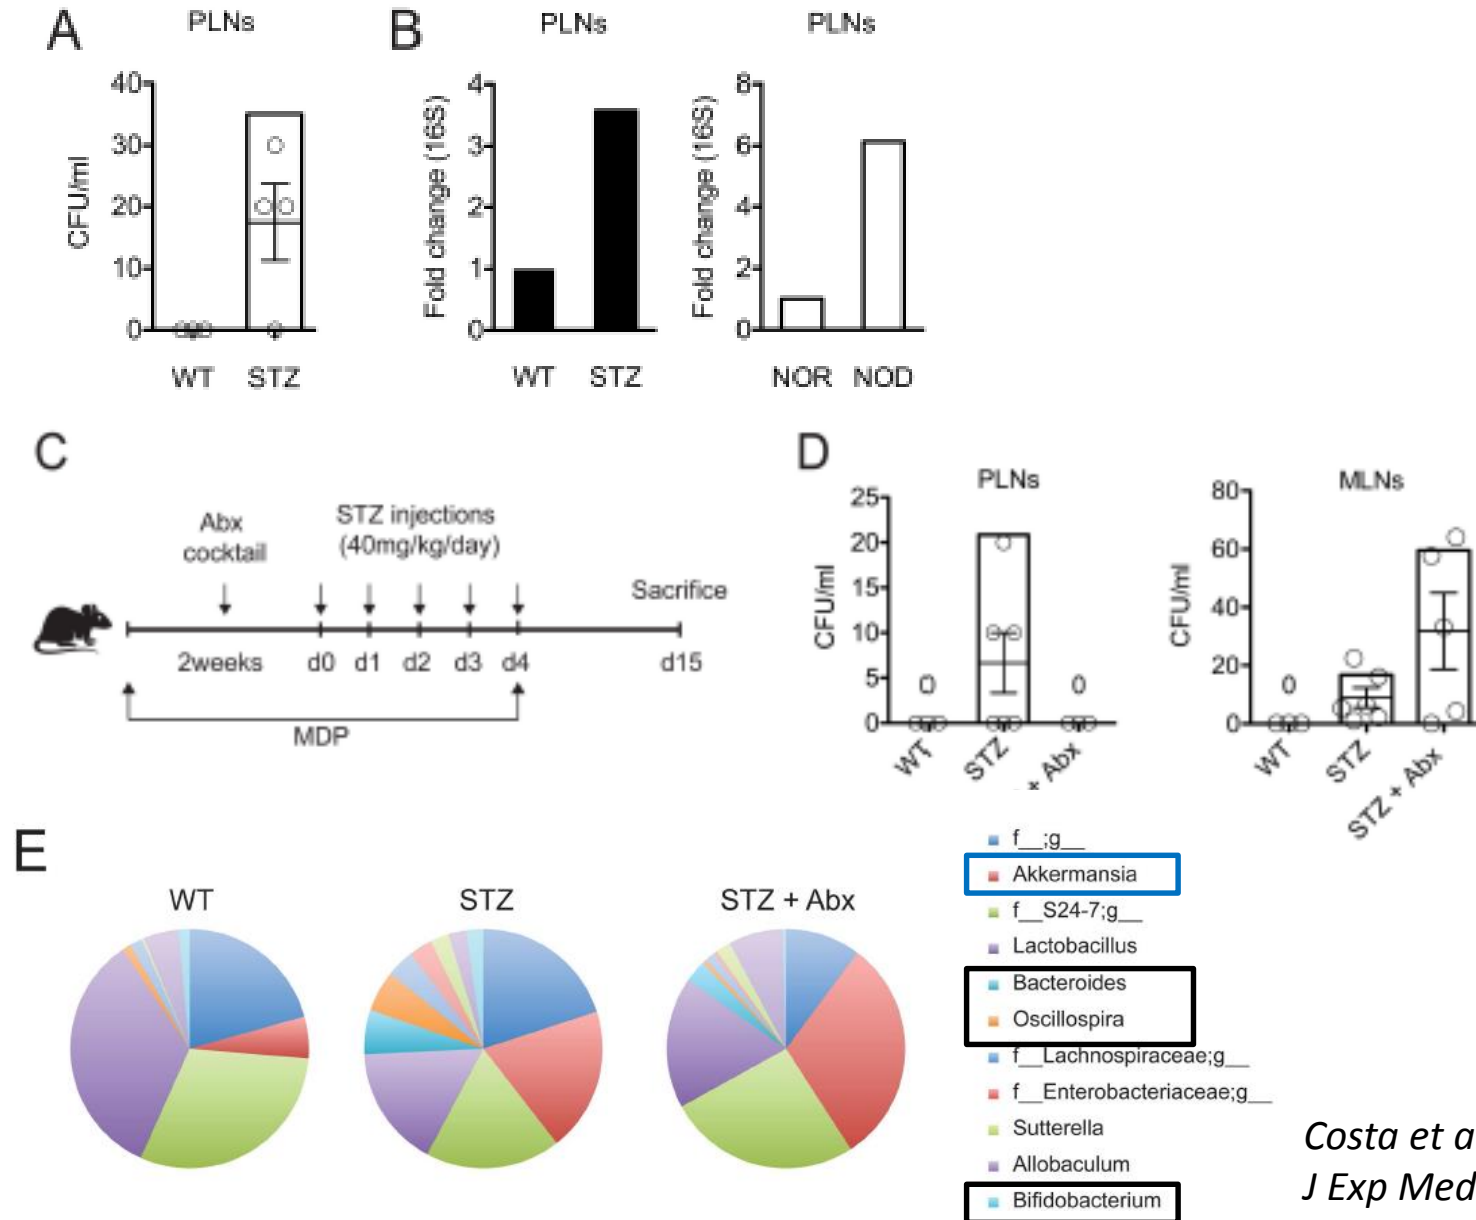 A
PLNs
CFU/ml
40
30
20
10
0
WT STZ
B
PLNs
Fold change (16S)
4
3
2
1
0
WT STZ
PLNs
Fold change (16S)
8
6
4
2
0
NOR NOD
C
Abx
cocktail
STZ injections
(40mg/kg/day)
Sacrifice
2weeks d0 d1 d2 d3 d4 d15
MDP
D
PLNs
CFU/ml
25
20
15
10
5
0
0 0
WT
STZ
+ Abx
MLNs
CFU/ml
80
60
40
20
0
0
WT
STZ
STZ + Abx
E
WT
STZ
STZ + Abx
f__;g__
Akkermansia
f__S24-7;g__
Lactobacillus
Bacteroides
Oscillospira
f__Lachnospiraceae;g__
f__Enterobacteriaceae;g__
Sutterella
Allobaculum
Bifidobacterium
Costa et a
J Exp Med